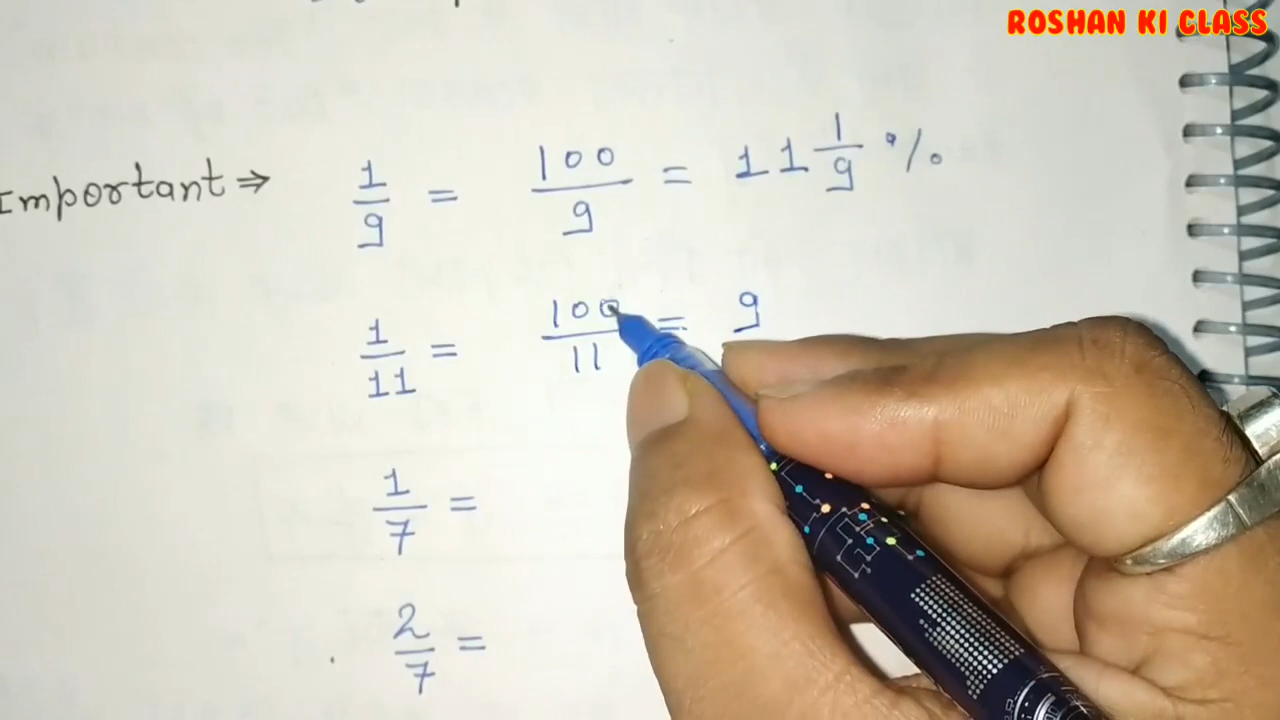 ROSHAN KI CLASS
Important ⇒ 1/9 = 100/9 = 11 1/9 %
1/11 = 100/11 = 9
1/7 =
2/7 =